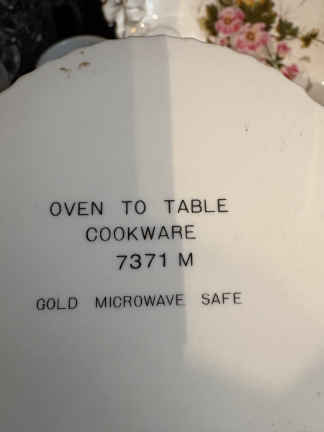 OVEN TO TABLE
COOKWARE
7371 M
GOLD MICROWAVE SAFE